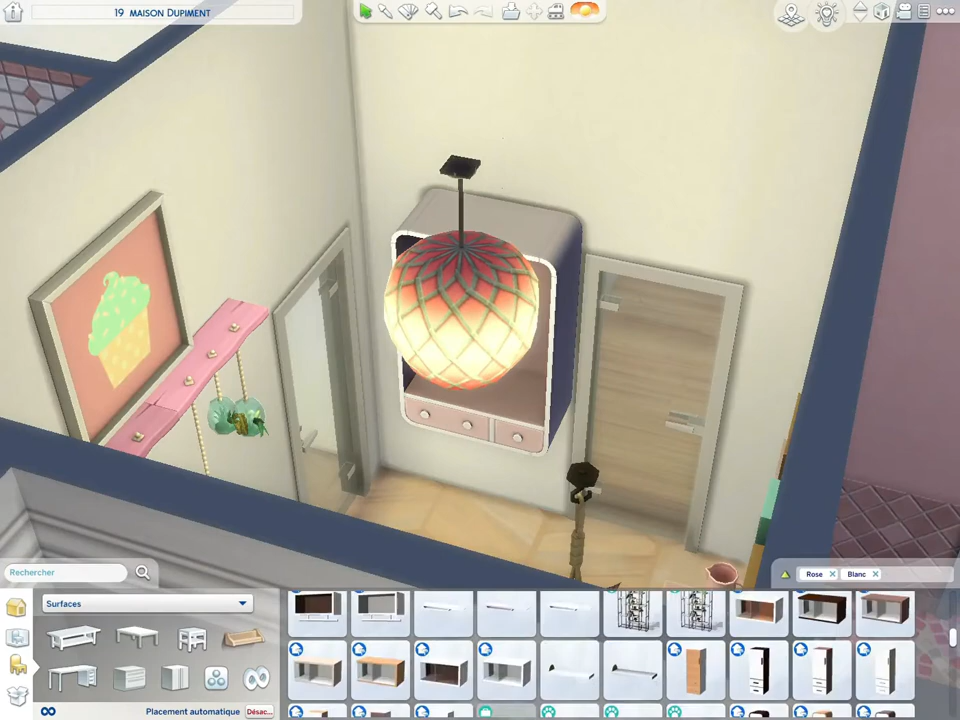 19 MAISON DUPIMENT
Rechercher
Rose
Blanc
Surfaces
Placement automatique
Désac...